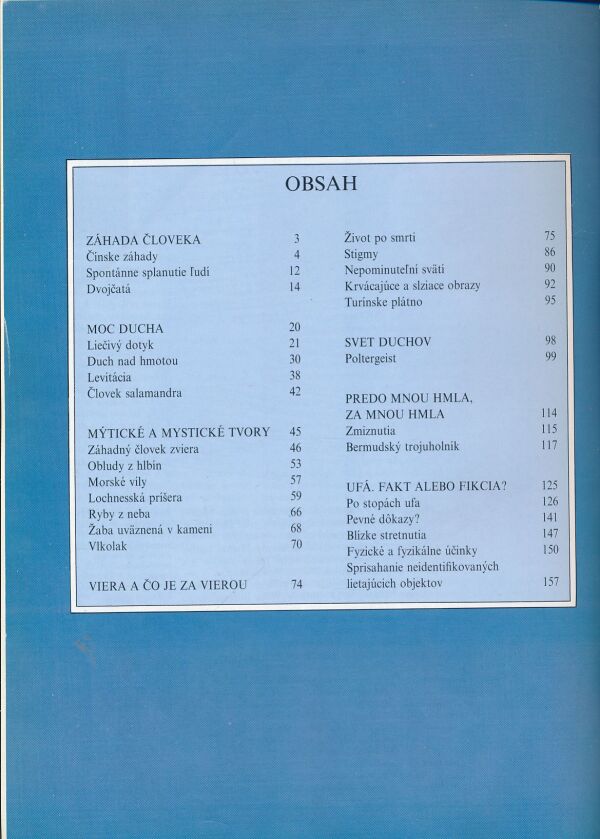 OBSAH
ZÁHADA ČLOVEKA 3
Čínske záhady 4
Spontánne splanutie ľudí 12
Dvojčatá 14
MOC DUCHA 20
Liečivý dotyk 21
Duch nad hmotou 30
Levitácia 38
Človek salamandra 42
MÝTICKÉ A MYSTICKÉ TVORY 45
Záhadný človek zviera 46
Obludy z hlbín 53
Morské víly 57
Lochnesská príšera 59
Ryby z neba 66
Žaba uväznená v kameni 68
Vlkolak 70
VIERA A ČO JE ZA VIEROU 74
Život po smrti 75
Stigmy 86
Nepominuteľní svätí 90
Krvácajúce a slziace obrazy 92
Turínske plátno 95
SVET DUCHOV 98
Poltergeist 99
PREDO MNOU HMLA,
ZA MNOU HMLA 114
Zmiznutia 115
Bermudský trojuholník 117
UFÁ. FAKT ALEBO FIKCIA? 125
Po stopách ufa 126
Pevné dôkazy? 141
Blízke stretnutia 147
Fyzické a fyzikálne účinky 150
Sprisahanie neidentifikovaných
lietajúcich objektov 157